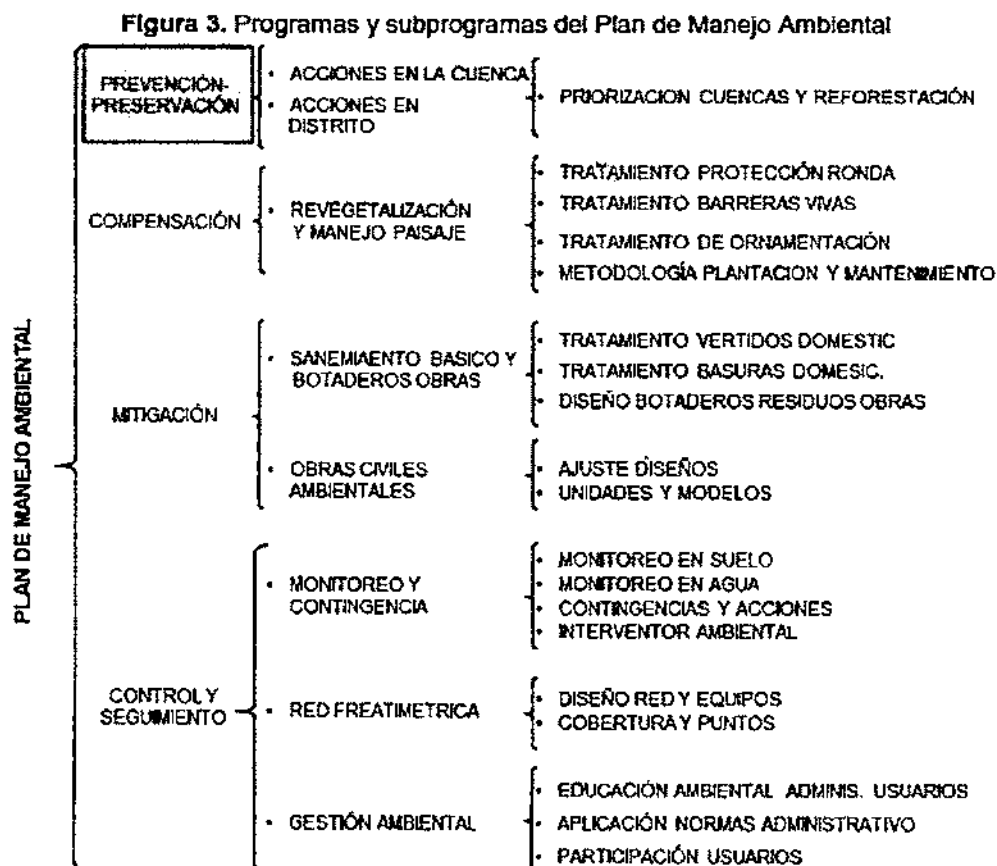 Figura 3. Programas y subprogramas del Plan de Manejo Ambiental
PLAN DE MANEJO AMBIENTAL
PREVENCIÓN-
PRESERVACIÓN
• ACCIONES EN LA CUENCA
• ACCIONES EN
DISTRITO
• PRIORIZACION CUENCAS Y REFORESTACIÓN
COMPENSACIÓN
• REVEGETALIZACIÓN
Y MANEJO PAISAJE
• TRATAMIENTO PROTECCIÓN RONDA
• TRATAMIENTO BARRERAS VIVAS
• TRATAMIENTO DE ORNAMENTACIÓN
• METODOLOGÍA PLANTACION Y MANTENIMIENTO
MITIGACIÓN
• SANEMIAENTO BASICO Y
BOTADEROS OBRAS
• TRATAMIENTO VERTIDOS DOMESTIC
• TRATAMIENTO BASURAS DOMESIC.
• DISEÑO BOTADEROS RESIDUOS OBRAS
• OBRAS CIVILES
AMBIENTALES
• AJUSTE DISEÑOS
• UNIDADES Y MODELOS
CONTROL Y
SEGUIMIENTO
• MONITOREO Y
CONTINGENCIA
• MONITOREO EN SUELO
• MONITOREO EN AGUA
• CONTINGENCIAS Y ACCIONES
• INTERVENTOR AMBIENTAL
• RED FREATIMETRICA
• DISEÑO RED Y EQUIPOS
• COBERTURA Y PUNTOS
• GESTIÓN AMBIENTAL
• EDUCACIÓN AMBIENTAL ADMINIS. USUARIOS
• APLICACIÓN NORMAS ADMINISTRATIVO
• PARTICIPACIÓN USUARIOS